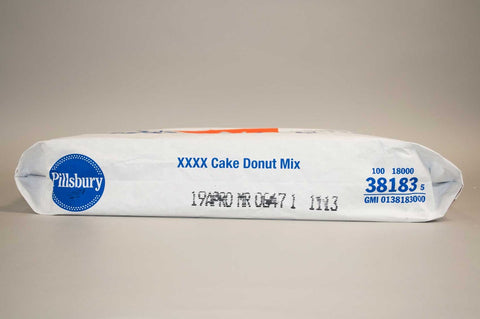 Pillsbury
XXXX Cake Donut Mix
19APR0 MR 0647 1 1113
100 18000
38183 5
GMI 0138183000